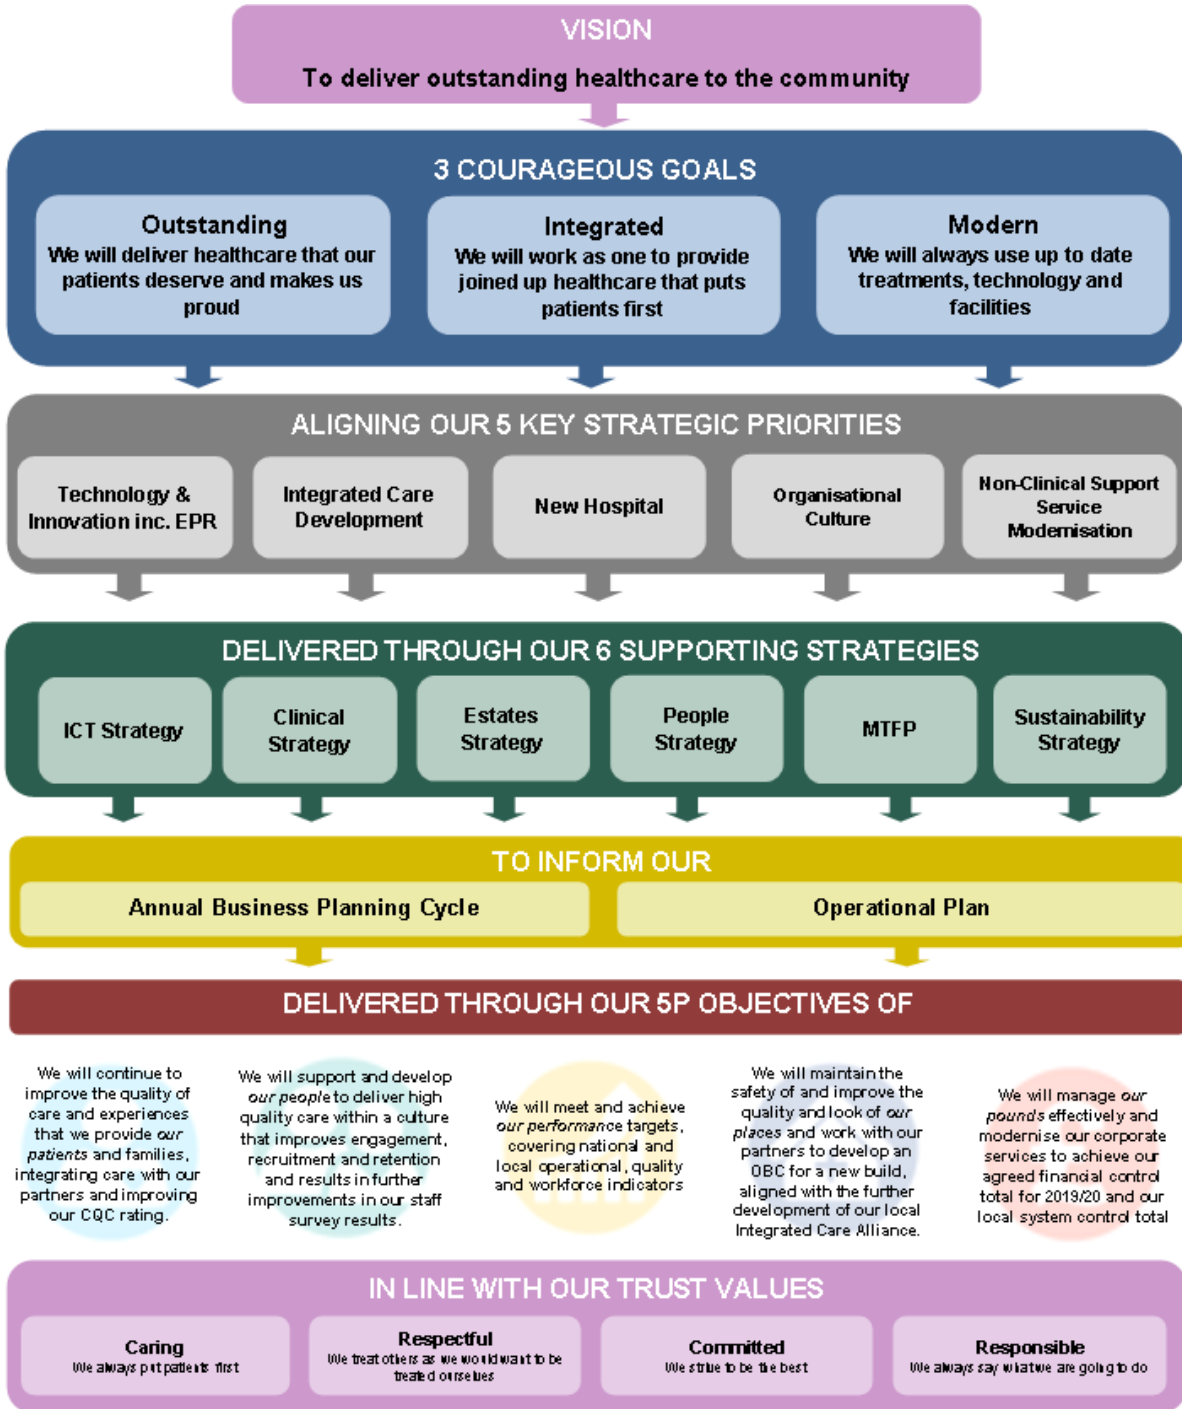 VISION
To deliver outstanding healthcare to the community
3 COURAGEOUS GOALS
Outstanding
We will deliver healthcare that our
patients deserve and makes us
proud
Integrated
We will work as one to provide
joined up healthcare that puts
patients first
Modern
We will always use up to date
treatments, technology and
facilities
ALIGNING OUR 5 KEY STRATEGIC PRIORITIES
Technology &
Innovation inc. EPR
Integrated Care
Development
New Hospital
Organisational
Culture
Non-Clinical Support
Service
Modernisation
DELIVERED THROUGH OUR 6 SUPPORTING STRATEGIES
ICT Strategy
Clinical
Strategy
Estates
Strategy
People
Strategy
MTFP
Sustainability
Strategy
TO INFORM OUR
Annual Business Planning Cycle
Operational Plan
DELIVERED THROUGH OUR 5P OBJECTIVES OF
We will continue to
improve the quality of
care and experiences
that we provide our
patients and families,
integrating care with our
partners and improving
our CQC rating.
We will support and develop
our people to deliver high
quality care within a culture
that improves engagement,
recruitment and retention
and results in further
improvements in our staff
survey results.
We will meet and achieve
our performance targets,
covering national and
local operational, quality
and workforce indicators
We will maintain the
safety of and improve the
quality and look of our
places and work with our
partners to develop an
OBC for a new build,
aligned with the further
development of our local
Integrated Care Alliance.
We will manage our
pounds effectively and
modernise our corporate
services to achieve our
agreed financial control
total for 2019/20 and our
local system control total
IN LINE WITH OUR TRUST VALUES
Caring
We always put patients first
Respectful
We treat others as we would want to be
treated ourselves
Committed
We strive to be the best
Responsible
We always say what we are going to do